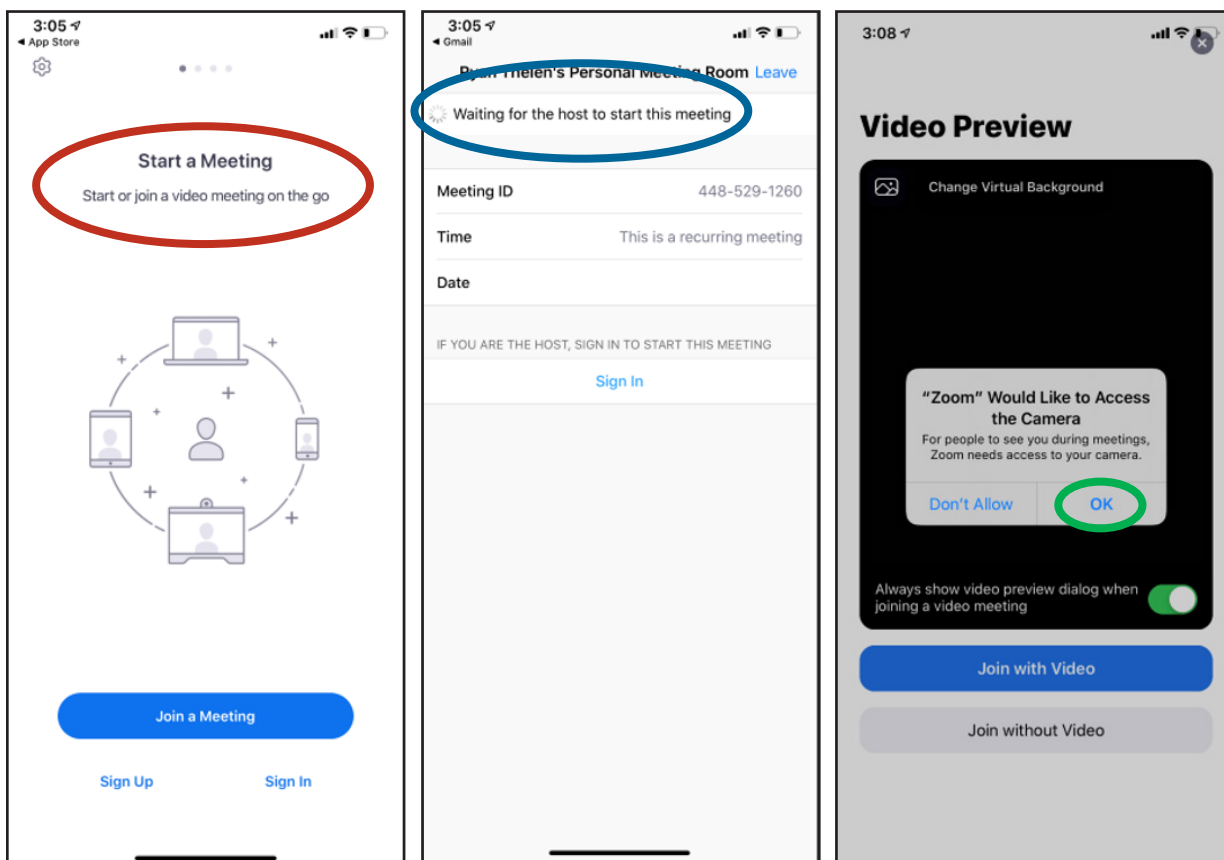 3:05
◄ App Store
Start a Meeting
Start or join a video meeting on the go
Join a Meeting
Sign Up
Sign In
3:05
◄ Gmail
Ryan Thelen's Personal Meeting Room Leave
Waiting for the host to start this meeting
Meeting ID 448-529-1260
Time This is a recurring meeting
Date
IF YOU ARE THE HOST, SIGN IN TO START THIS MEETING
Sign In
3:08
Video Preview
Change Virtual Background
“Zoom” Would Like to Access
the Camera
For people to see you during meetings,
Zoom needs access to your camera.
Don't Allow
OK
Always show video preview dialog when
joining a video meeting
Join with Video
Join without Video